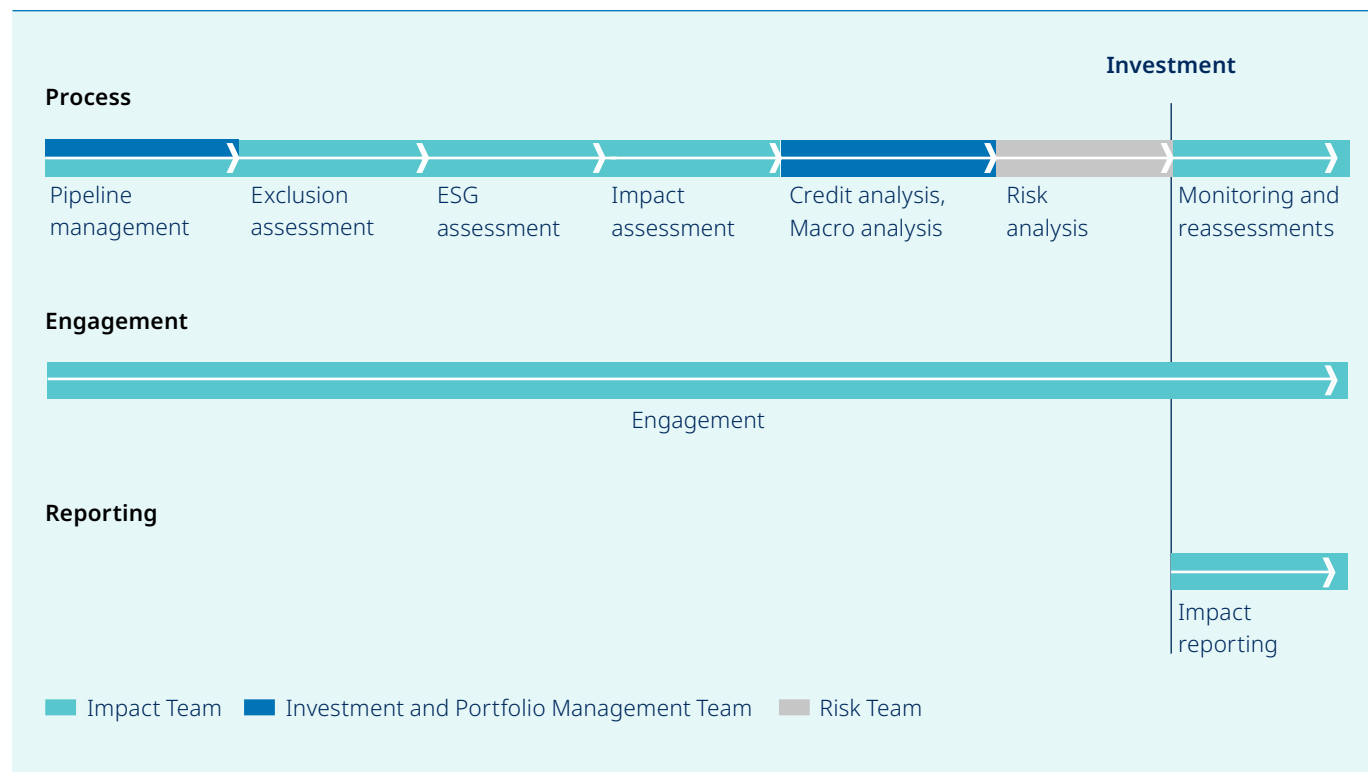 Investment
Process
Pipeline
management
Exclusion
assessment
ESG
assessment
Impact
assessment
Credit analysis,
Macro analysis
Risk
analysis
Monitoring and
reassessments
Engagement
Engagement
Reporting
Impact
reporting
Impact Team
Investment and Portfolio Management Team
Risk Team